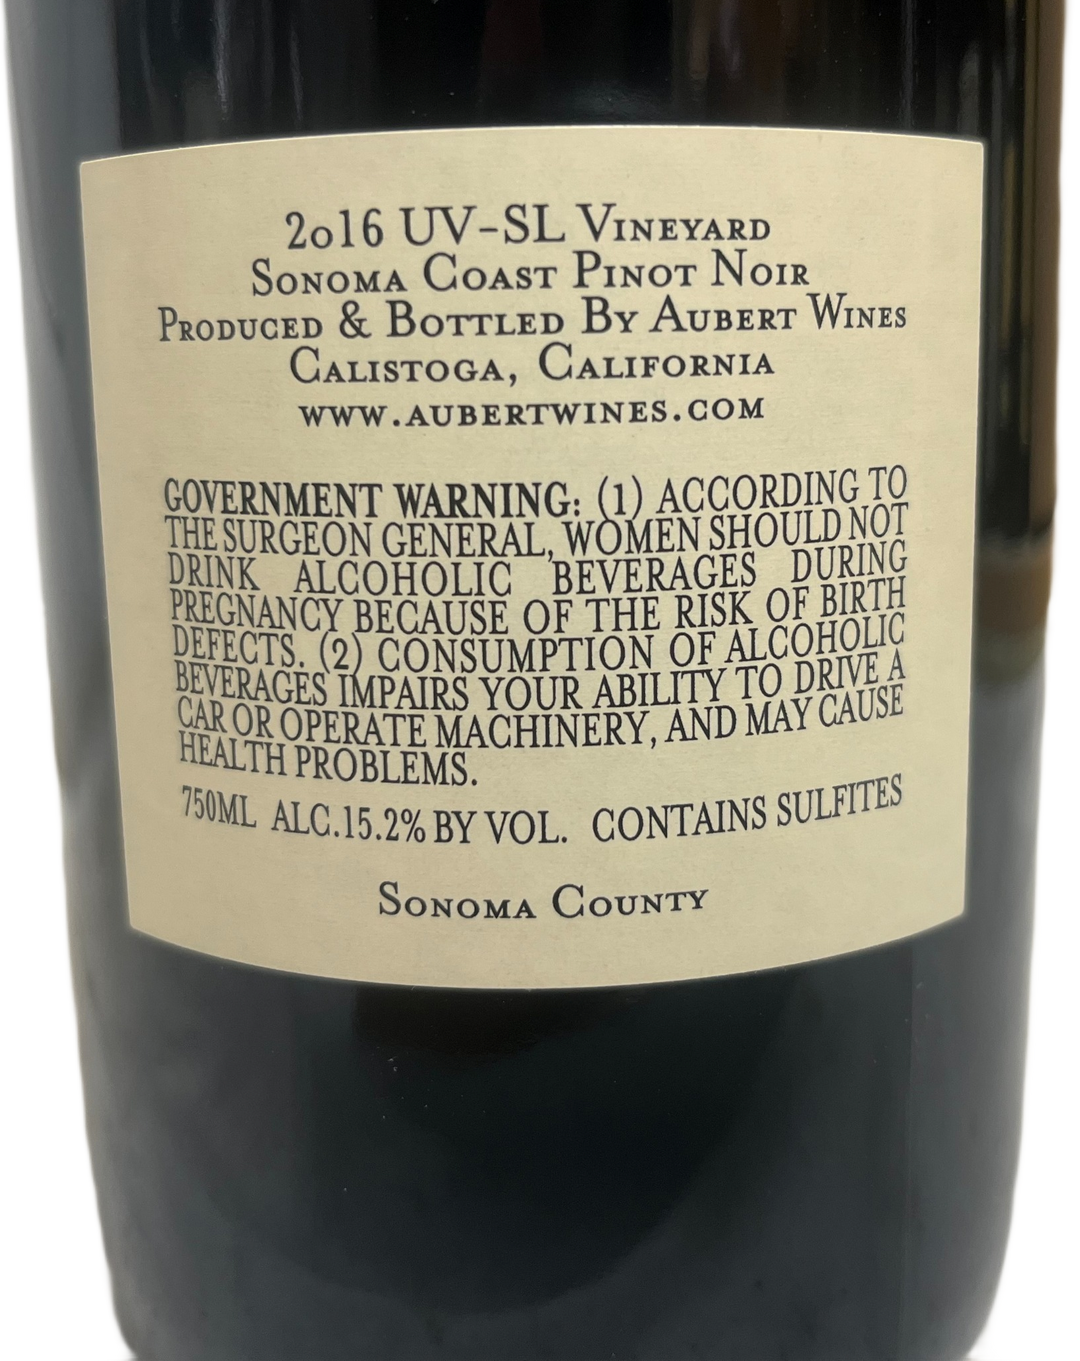 2016 UV-SL VINEYARD
SONOMA COAST PINOT NOIR
PRODUCED & BOTTLED BY AUBERT WINES
CALISTOGA, CALIFORNIA
WWW.AUBERTWINES.COM
GOVERNMENT WARNING: (1) ACCORDING TO
THE SURGEON GENERAL, WOMEN SHOULD NOT
DRINK ALCOHOLIC BEVERAGES DURING
PREGNANCY BECAUSE OF THE RISK OF BIRTH
DEFECTS. (2) CONSUMPTION OF ALCOHOLIC
BEVERAGES IMPAIRS YOUR ABILITY TO DRIVE A
CAR OR OPERATE MACHINERY, AND MAY CAUSE
HEALTH PROBLEMS.
750ML ALC.15.2% BY VOL. CONTAINS SULFITES
SONOMA COUNTY